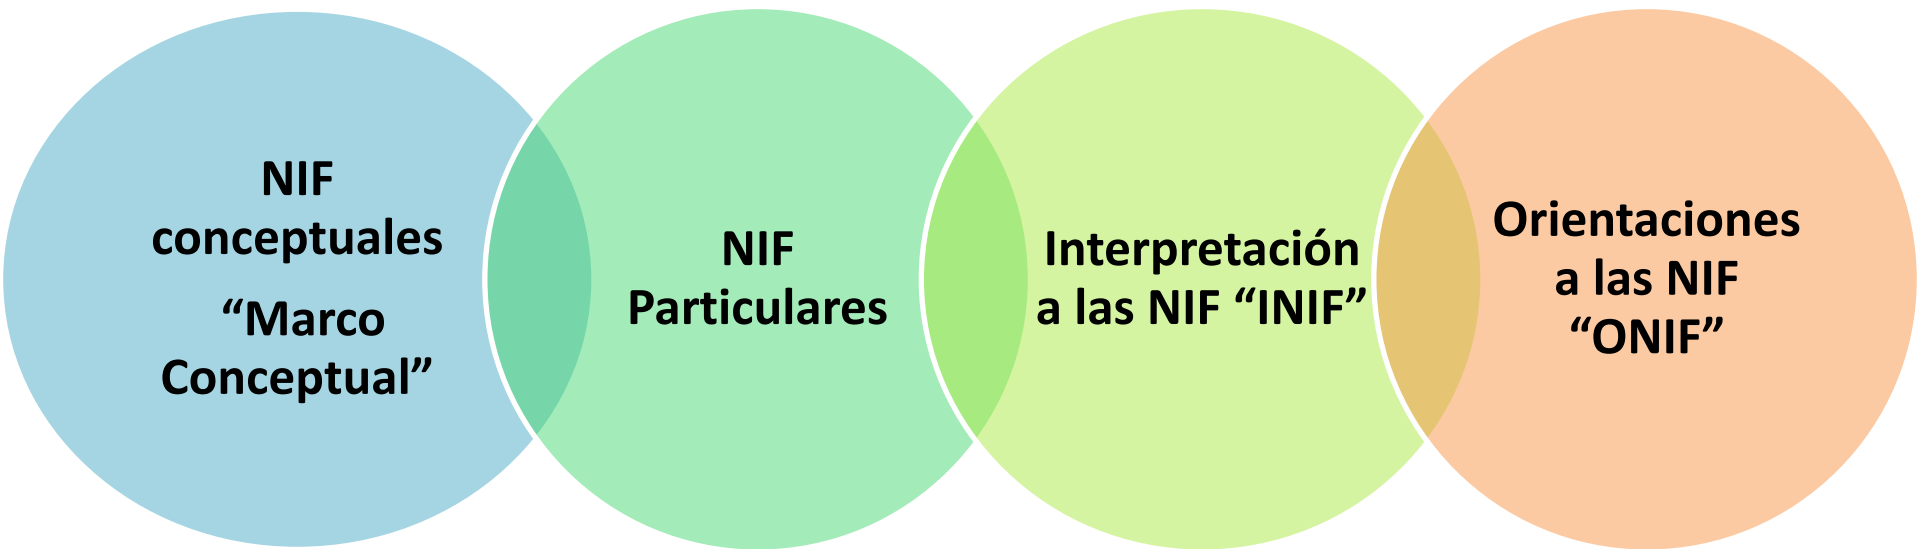 NIF
conceptuales
“Marco
Conceptual”
NIF
Particulares
Interpretación
a las NIF “INIF”
Orientaciones
a las NIF
“ONIF”